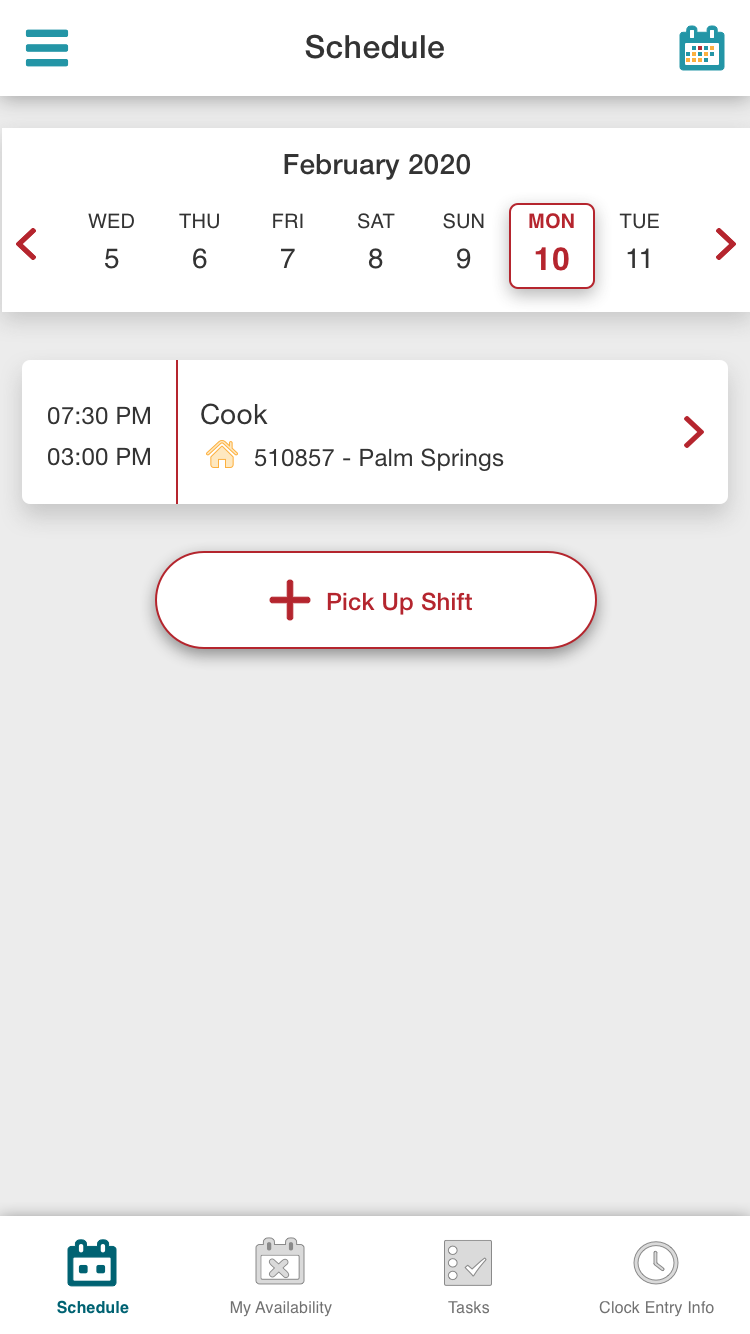 Schedule
February 2020
WED THU FRI SAT SUN MON TUE
5 6 7 8 9 10 11
07:30 PM
03:00 PM
Cook
510857 - Palm Springs
Pick Up Shift
Schedule My Availability Tasks Clock Entry Info